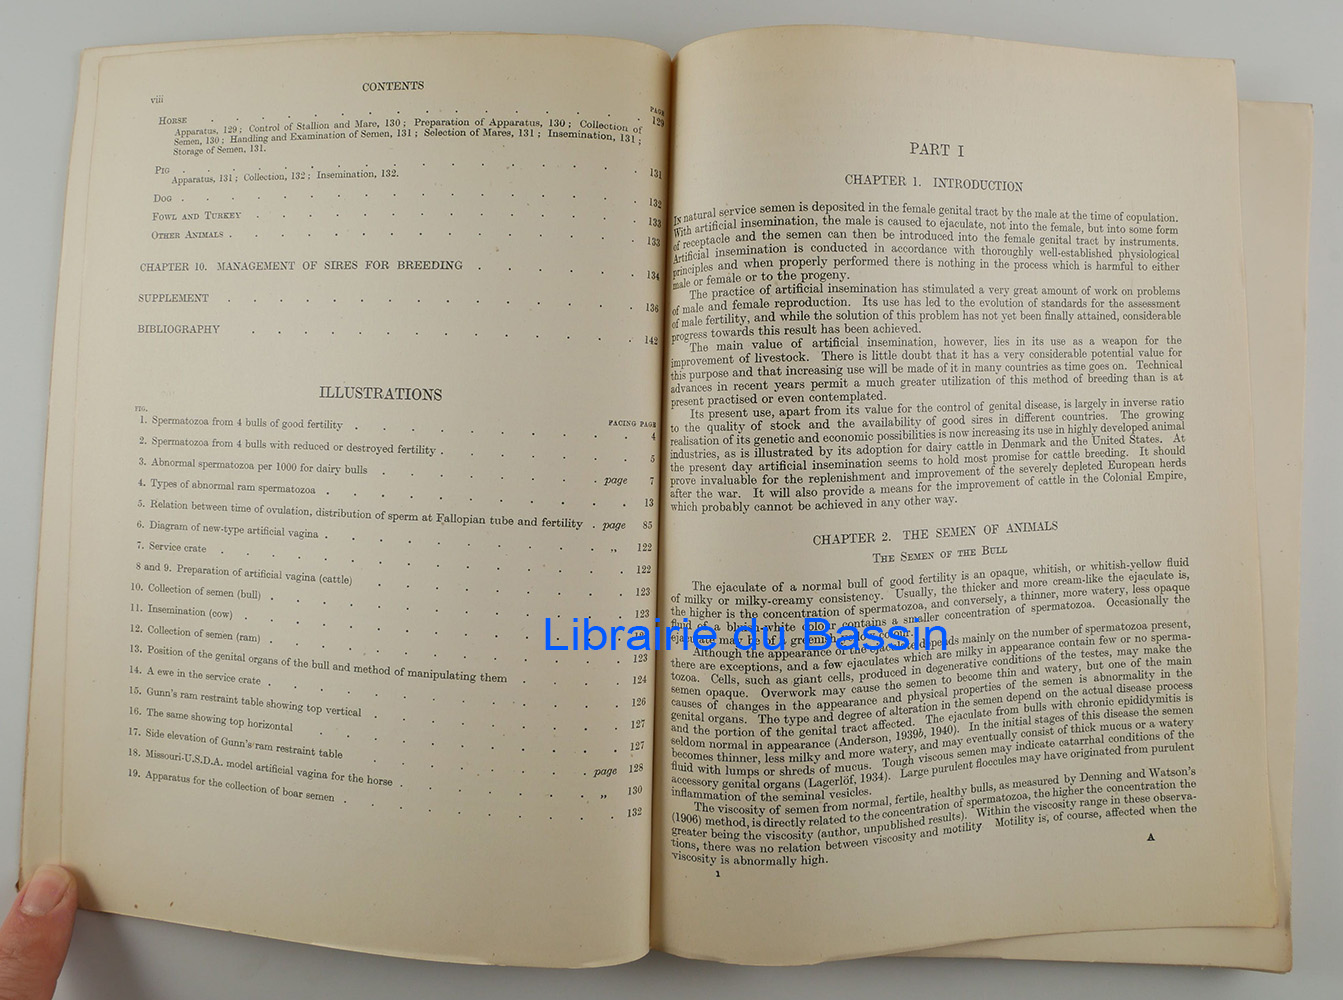 viii
CONTENTS
PAGE
HORSE . . . . . . . . . . . . . . . . 129
Apparatus, 129; Control of Stallion and Mare, 130; Preparation of Apparatus, 130; Collection of
Semen, 130; Handling and Examination of Semen, 131; Selection of Mares, 131; Insemination, 131;
Storage of Semen, 131.
PIG . . . . . . . . . . . . . . . . 131
Apparatus, 131; Collection, 132; Insemination, 132.
DOG . . . . . . . . . . . . . . . . 132
FOWL AND TURKEY . . . . . . . . . . . . . . 133
OTHER ANIMALS . . . . . . . . . . . . . . . 133
CHAPTER 10. MANAGEMENT OF SIRES FOR BREEDING . . . . . . 134
SUPPLEMENT . . . . . . . . . . . . . . . 136
BIBLIOGRAPHY . . . . . . . . . . . . . . 142
ILLUSTRATIONS
FIG.
FACING PAGE
1. Spermatozoa from 4 bulls of good fertility . . . . . . . . . . 4
2. Spermatozoa from 4 bulls with reduced or destroyed fertility . . . . . . 5
3. Abnormal spermatozoa per 1000 for dairy bulls . . . . . . page 7
4. Types of abnormal ram spermatozoa . . . . . . . . . . 13
5. Relation between time of ovulation, distribution of sperm at Fallopian tube and fertility . page 85
6. Diagram of new-type artificial vagina . . . . . . . . . ,, 122
7. Service crate . . . . . . . . . . . . . . 122
8 and 9. Preparation of artificial vagina (cattle) . . . . . . . . 123
10. Collection of semen (bull) . . . . . . . . . . . . 123
11. Insemination (cow) . . . . . . . . . . . . .
12. Collection of semen (ram) . . . . . . . . . . . . 123
13. Position of the genital organs of the bull and method of manipulating them . . . . 124
14. A ewe in the service crate . . . . . . . . . . . . 126
15. Gunn's ram restraint table showing top vertical . . . . . . . . 127
16. The same showing top horizontal . . . . . . . . . . 127
17. Side elevation of Gunn's ram restraint table . . . . . . . page 128
18. Missouri-U.S.D.A. model artificial vagina for the horse . . . . . . ,, 130
19. Apparatus for the collection of boar semen . . . . . . . . . 132
PART I
CHAPTER 1. INTRODUCTION
IN natural service semen is deposited in the female genital tract by the male at the time of copulation.
With artificial insemination, the male is caused to ejaculate, not into the female, but into some form
of receptacle and the semen can then be introduced into the female genital tract by instruments.
Artificial insemination is conducted in accordance with thoroughly well-established physiological
principles and when properly performed there is nothing in the process which is harmful to either
male or female or to the progeny.
The practice of artificial insemination has stimulated a very great amount of work on problems
of male and female reproduction. Its use has led to the evolution of standards for the assessment
of male fertility, and while the solution of this problem has not yet been finally attained, considerable
progress towards this result has been achieved.
The main value of artificial insemination, however, lies in its use as a weapon for the
improvement of livestock. There is little doubt that it has a very considerable potential value for
this purpose and that increasing use will be made of it in many countries as time goes on. Technical
advances in recent years permit a much greater utilization of this method of breeding than is at
present practised or even contemplated.
Its present use, apart from its value for the control of genital disease, is largely in inverse ratio
to the quality of stock and the availability of good sires in different countries. The growing
realisation of its genetic and economic possibilities is now increasing its use in highly developed animal
industries, as is illustrated by its adoption for dairy cattle in Denmark and the United States. At
the present day artificial insemination seems to hold most promise for cattle breeding. It should
prove invaluable for the replenishment and improvement of the severely depleted European herds
after the war. It will also provide a means for the improvement of cattle in the Colonial Empire,
which probably cannot be achieved in any other way.
CHAPTER 2. THE SEMEN OF ANIMALS
THE SEMEN OF THE BULL
The ejaculate of a normal bull of good fertility is an opaque, whitish, or whitish-yellow fluid
of milky or milky-creamy consistency. Usually, the thicker and more cream-like the ejaculate is,
the higher is the concentration of spermatozoa, and conversely, a thinner, more watery, less opaque
fluid of a bluish-white colour contains a smaller concentration of spermatozoa. Occasionally the
ejaculate may be of a greenish-yellow colour.
Librairie du Bassin
Although the appearance of the ejaculate depends mainly on the number of spermatozoa present,
there are exceptions, and a few ejaculates which are milky in appearance contain few or no sperma-
tozoa. Cells, such as giant cells, produced in degenerative conditions of the testes, may make the
semen opaque. Overwork may cause the semen to become thin and watery, but one of the main
causes of changes in the appearance and physical properties of the semen is abnormality in the
genital organs. The type and degree of alteration in the semen depend on the actual disease process
and the portion of the genital tract affected. The ejaculate from bulls with chronic epididymitis is
seldom normal in appearance (Anderson, 1939b, 1940). In the initial stages of this disease the semen
becomes thinner, less milky and more watery, and may eventually consist of thick mucus or a watery
fluid with lumps or shreds of mucus. Tough viscous semen may indicate catarrhal conditions of the
accessory genital organs (Lagerlöf, 1934). Large purulent floccules may have originated from purulent
inflammation of the seminal vesicles.
The viscosity of semen from normal, fertile, healthy bulls, as measured by Denning and Watson's
(1906) method, is directly related to the concentration of spermatozoa, the higher the concentration the
greater being the viscosity (author, unpublished results). Within the viscosity range in these observa-
tions, there was no relation between viscosity and motility Motility is, of course, affected when the
viscosity is abnormally high.
1
A